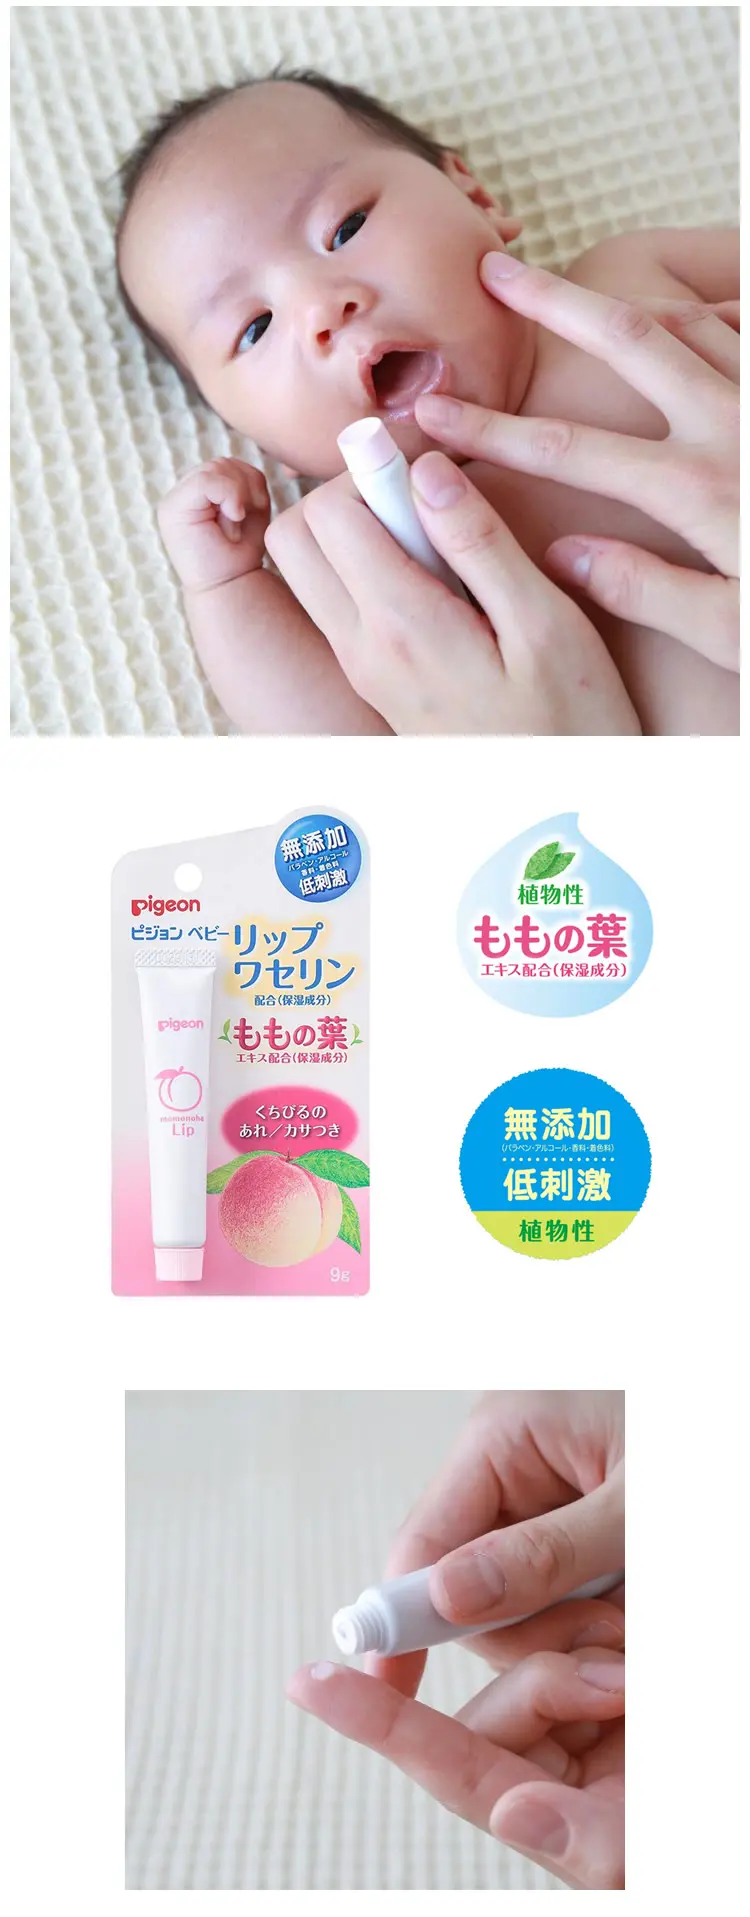 無添加
パラベン・アルコール
香料・着色料
低刺激
Pigeon
ピジョン ベビー リップ
ワセリン
配合(保湿成分)
ももの葉
エキス配合(保湿成分)
くちびるの
あれ／カサつき
9g
Pigeon
momonoha
Lip
植物性
ももの葉
エキス配合(保湿成分)
無添加
(パラベン・アルコール・香料・着色料)
低刺激
植物性